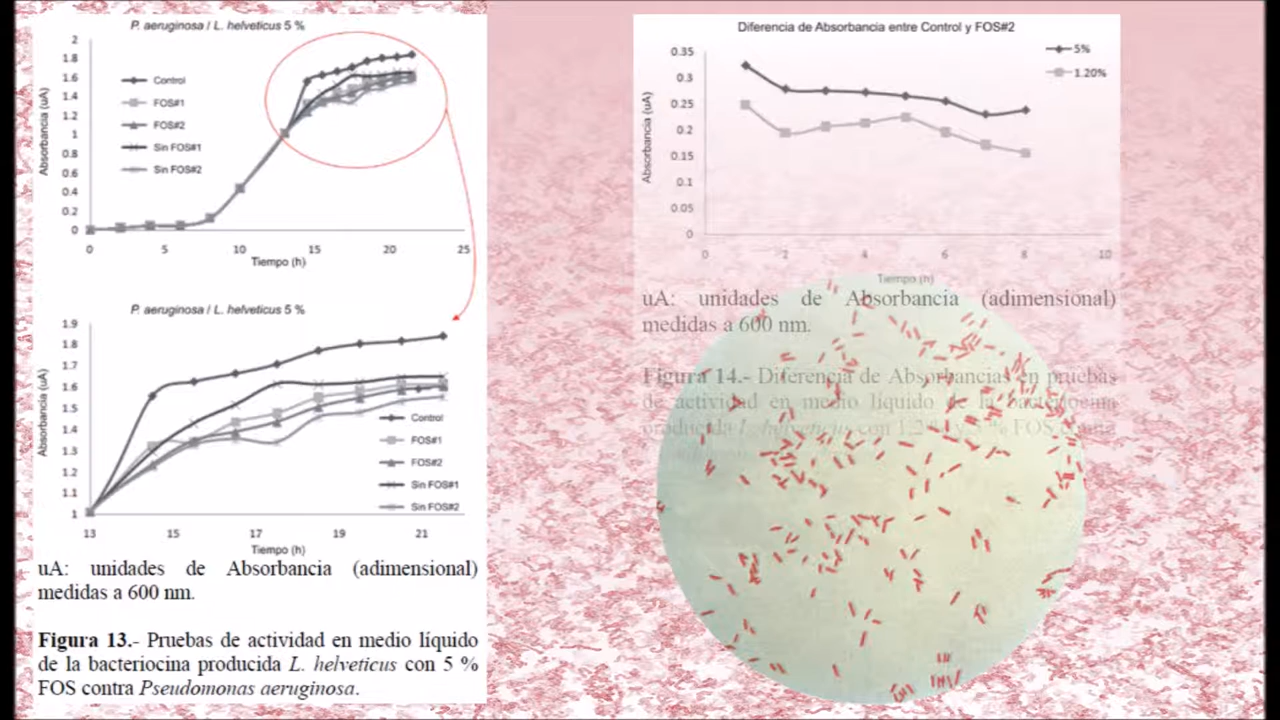 P. aeruginosa / L. helveticus 5 %
Absorbancia (uA)
2
1.8
1.6
1.4
1.2
1
0.8
0.6
0.4
0.2
0
Control
FOS#1
FOS#2
Sin FOS#1
Sin FOS#2
0 5 10 15 20 25
Tiempo (h)
P. aeruginosa / L. helveticus 5 %
Absorbancia (uA)
1.9
1.8
1.7
1.6
1.5
1.4
1.3
1.2
1.1
1
Control
FOS#1
FOS#2
Sin FOS#1
Sin FOS#2
13 15 17 19 21
Tiempo (h)
uA: unidades de Absorbancia (adimensional)
medidas a 600 nm.
Figura 13.- Pruebas de actividad en medio líquido
de la bacteriocina producida L. helveticus con 5 %
FOS contra Pseudomonas aeruginosa.
Diferencia de Absorbancia entre Control y FOS#2
Absorbancia (uA)
0.35
0.3
0.25
0.2
0.15
0.1
0.05
0
5%
1.20%
0 2 4 6 8 10
Tiempo (h)
uA: unidades de Absorbancia (adimensional)
medidas a 600 nm.
Figura 14.- Diferencia de Absorbancias en pruebas
de actividad en medio líquido de la bacteriocina
producida L. helveticus con 1.2% y 5 % FOS contra